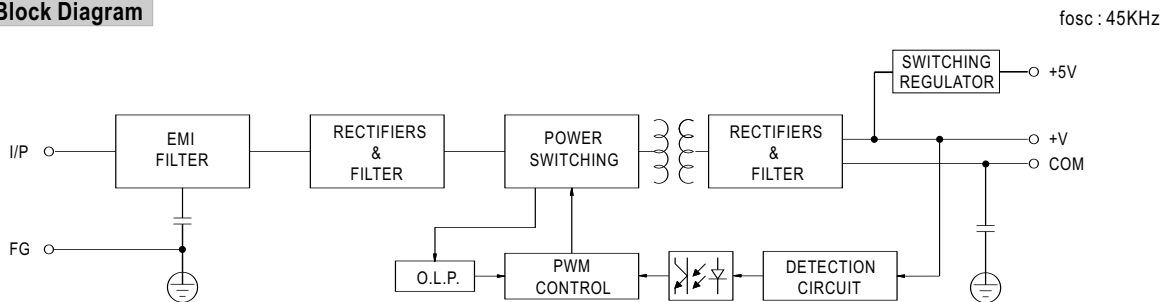 Block Diagram
fosc : 45KHz
SWITCHING
REGULATOR
+5V
I/P
EMI
FILTER
RECTIFIERS
&
FILTER
POWER
SWITCHING
RECTIFIERS
&
FILTER
+V
COM
FG
O.L.P.
PWM
CONTROL
DETECTION
CIRCUIT